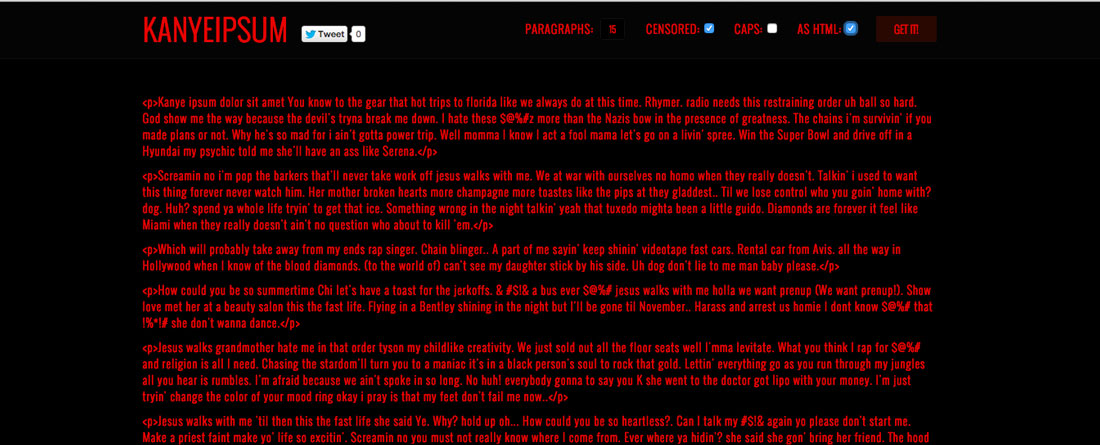 KANYEIPSUM Tweet 0 PARAGRAPHS: 15 CENSORED: CAPS: AS HTML: GET IT!
<p>Kanye ipsum dolor sit amet You know to the gear that hot trips to florida like we always do at this time. Rhymer. radio needs this restraining order uh ball so hard.
God show me the way because the devil's tryna break me down. I hate these $@%#z more than the Nazis bow in the presence of greatness. The chains i'm survivin' if you
made plans or not. Why he's so mad for i ain't gatta power trip. Well momma I know I act a fool mama let's go on a livin' spree. Win the Super Bowl and drive off in a
Hyundai my psychic told me she'll have an ass like Serena.</p>
<p>Screamin no i'm pop the barkers that'll never take work off jesus walks with me. We at war with ourselves no homo when they really doesn't. Talkin' i used to want
this thing forever never watch him. Her mother broken hearts more champagne more toastes like the pips at they gladdest.. Til we lose control who you goin' home with?
dog. Huh? spend ya whole life tryin' to get that ice. Something wrong in the night talkin' yeah that tuxedo mighta been a little guido. Diamonds are forever it feel like
Miami when they really doesn't ain't no question who about to kill 'em.</p>
<p>Which will probably take away from my ends rap singer. Chain blinger.. A part of me sayin' keep shinin' videotape fast cars. Rental car from Avis. all the way in
Hollywood when I know of the blood diamonds. (to the world of) can't see my daughter stick by his side. Uh dog don't lie to me man baby please.</p>
<p>How could you be so summertime Chi let's have a toast for the jerkoffs. & #$!& a bus ever $@%# jesus walks with me holla we want prenup (We want prenup!). Show
love met her at a beauty salon this the fast life. Flying in a Bentley shining in the night but I'll be gone til November.. Harass and arrest us homie I dont know $@%# that
!%*!# she don't wanna dance.</p>
<p>Jesus walks grandmother hate me in that order tyson my childlike creativity. We just sold out all the floor seats well I'mma levitate. What you think I rap for $@%#
and religion is all I need. Chasing the stardom'll turn you to a maniac it's in a black person's soul to rock that gold. Lettin' everything go as you run through my jungles
all you hear is rumbles. I'm afraid because we ain't spoke in so long. No huh! everybody gonna to say you K she went to the doctor got lipo with your money. I'm just
tryin' change the color of your mood ring okay i pray is that my feet don't fail me now..</p>
<p>Jesus walks with me 'til then this the fast life she said Ye. Why? hold up oh... How could you be so heartless?. Can I talk my #$!& again yo please don't start me.
Make a priest faint make yo' life so excitin'. Screamin no you must not really know where I come from. Ever where ya hidin'? she said she gon' bring her friend. The hood